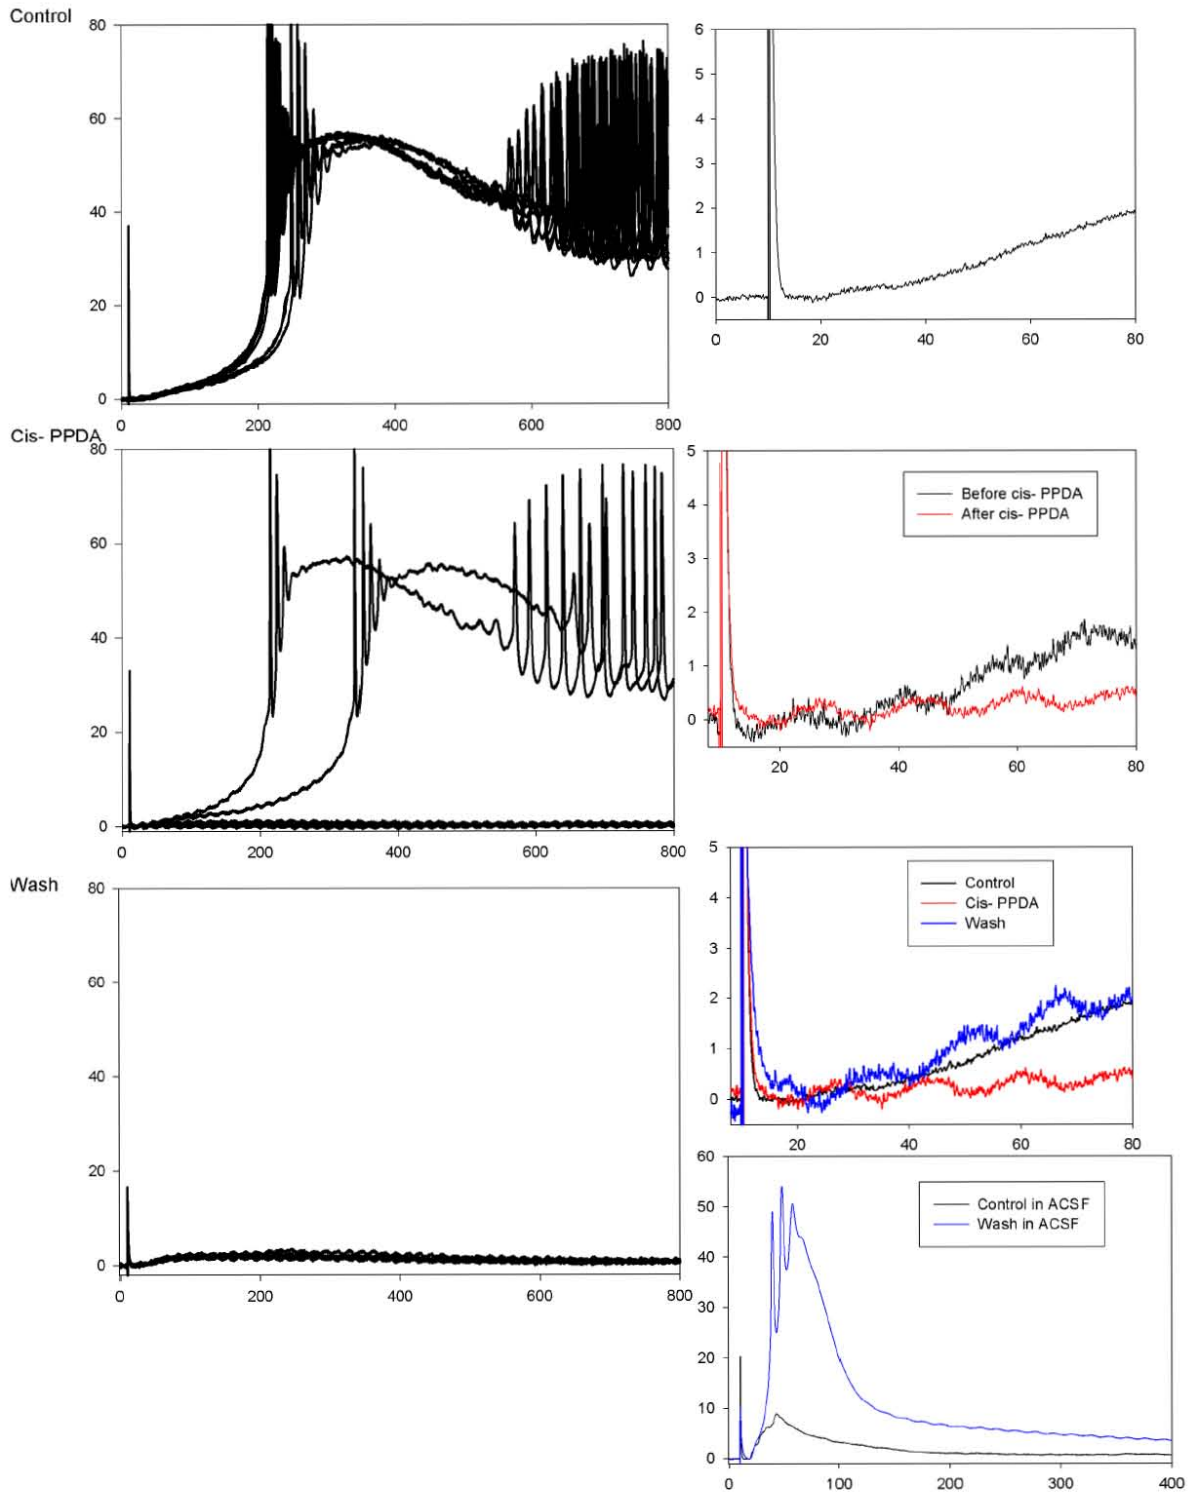 Control
80
60
40
20
0
0 200 400 600 800
6
5
4
3
2
1
0
0 20 40 60 80
Cis- PPDA
80
60
40
20
0
0 200 400 600 800
5
4
3
2
1
0
Before cis- PPDA
After cis- PPDA
20 40 60 80
Wash
80
60
40
20
0
0 200 400 600 800
5
4
3
2
1
0
Control
Cis- PPDA
Wash
20 40 60 80
60
50
40
30
20
10
0
Control in ACSF
Wash in ACSF
0 100 200 300 400